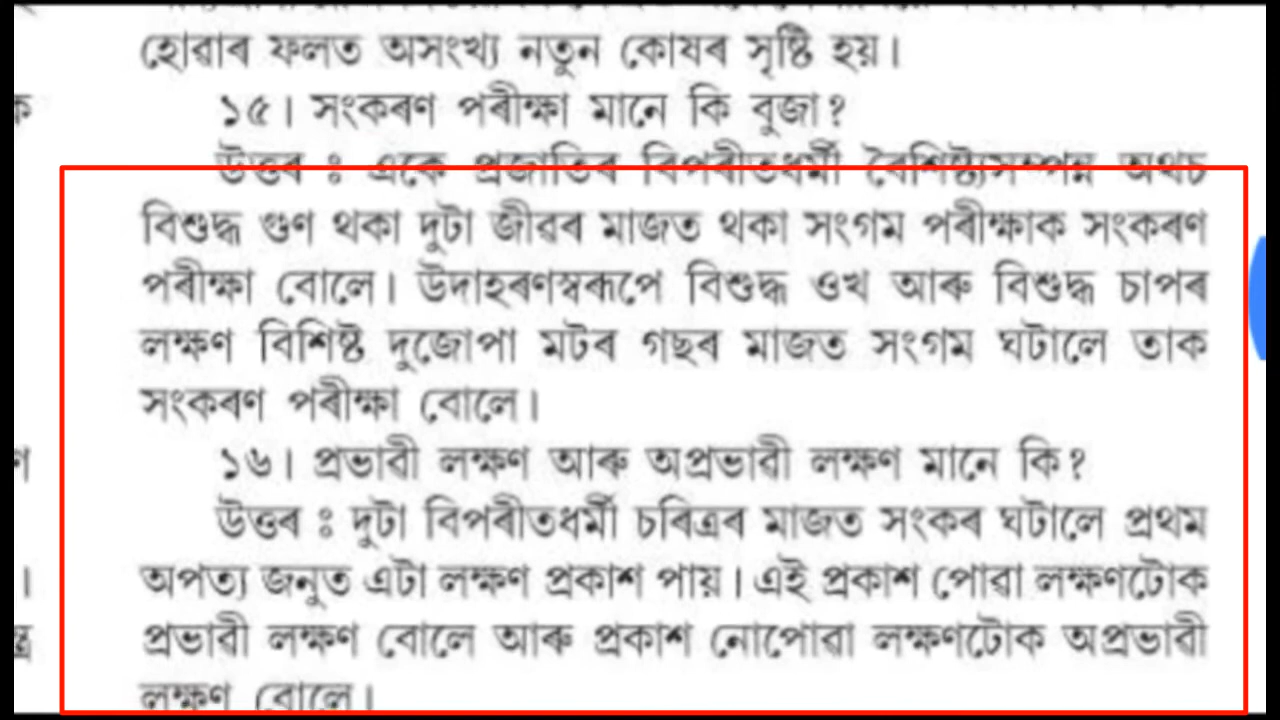 হোৱাৰ ফলত অসংখ্য নতুন কোষৰ সৃষ্টি হয়।
ক
১৫। সংকৰণ পৰীক্ষা মানে কি বুজা?
উত্তৰ ঃ একে প্ৰজাতিৰ বিপৰীতধৰ্মী বৈশিষ্ট্যসম্পন্ন অথচ
বিশুদ্ধ গুণ থকা দুটা জীৱৰ মাজত থকা সংগম পৰীক্ষাক সংকৰণ
পৰীক্ষা বোলে। উদাহৰণস্বৰূপে বিশুদ্ধ ওখ আৰু বিশুদ্ধ চাপৰ
লক্ষণ বিশিষ্ট দুজোপা মটৰ গছৰ মাজত সংগম ঘটালে তাক
সংকৰণ পৰীক্ষা বোলে।
১৬। প্ৰভাৱী লক্ষণ আৰু অপ্ৰভাৱী লক্ষণ মানে কি?
উত্তৰ ঃ দুটা বিপৰীতধৰ্মী চৰিত্ৰৰ মাজত সংকৰ ঘটালে প্ৰথম
অপত্য জনুত এটা লক্ষণ প্ৰকাশ পায়। এই প্ৰকাশ পোৱা লক্ষণটোক
প্ৰভাৱী লক্ষণ বোলে আৰু প্ৰকাশ নোপোৱা লক্ষণটোক অপ্ৰভাৱী
লক্ষণ বোলে।